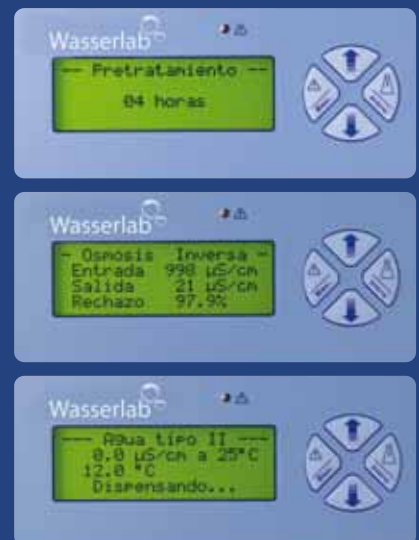 Wasserlab
-- Pretratamiento --
04 horas
Wasserlab
- Osmosis Inversa -
Entrada 998 µS/cm
Salida 21 µS/cm
Rechazo 97.9%
Wasserlab
--- Agua tipo II ---
0.0 µS/cm a 25°C
12.0 °C
Dispensando...